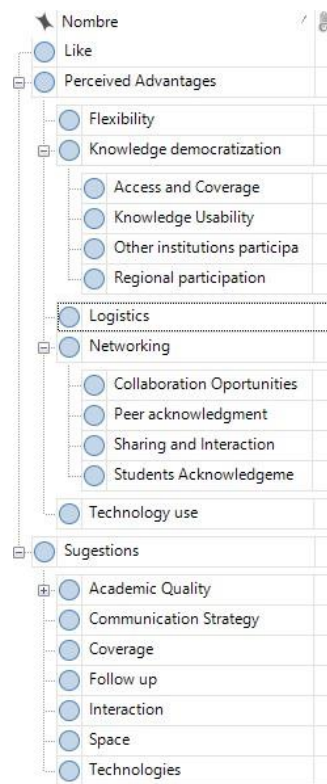 Nombre
Like
Perceived Advantages
Flexibility
Knowledge democratization
Access and Coverage
Knowledge Usability
Other institutions participa
Regional participation
Logistics
Networking
Collaboration Oportunities
Peer acknowledgment
Sharing and Interaction
Students Acknowledgeme
Technology use
Sugestions
Academic Quality
Communication Strategy
Coverage
Follow up
Interaction
Space
Technologies